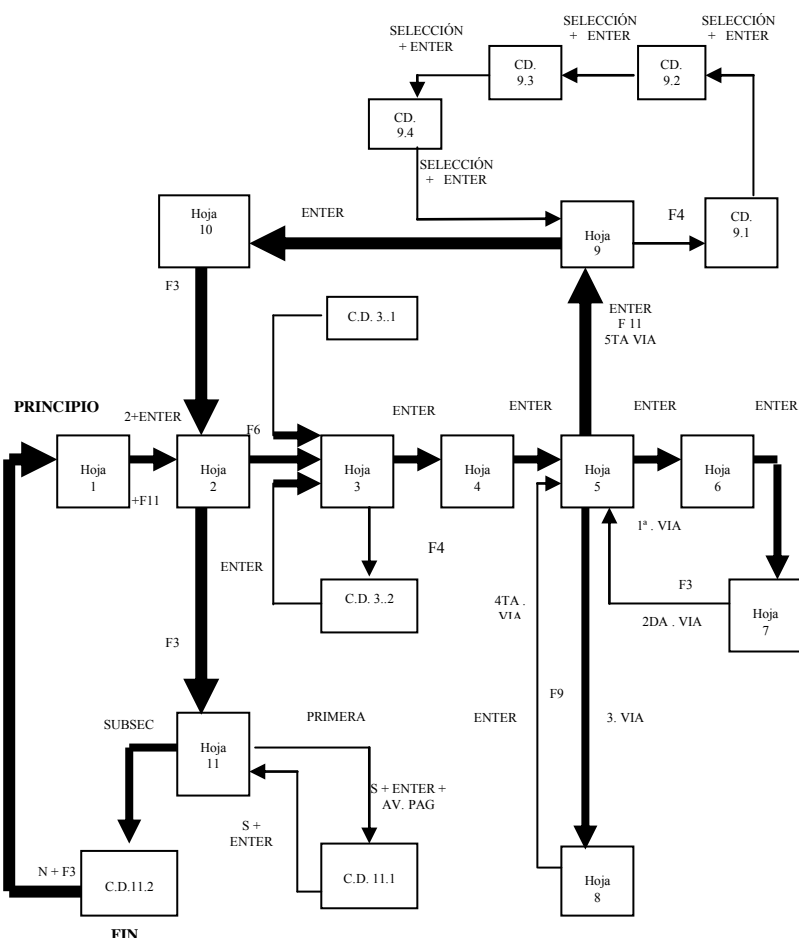 SELECCIÓN
+ ENTER
SELECCIÓN
+ ENTER
SELECCIÓN
+ ENTER
CD.
9.3
CD.
9.2
CD.
9.4
SELECCIÓN
+ ENTER
Hoja
10
ENTER
Hoja
9
F4
CD.
9.1
F3
C.D. 3..1
ENTER
F 11
5TA VIA
PRINCIPIO
2+ENTER
F6
ENTER
ENTER
ENTER
ENTER
Hoja
1
+F11
Hoja
2
Hoja
3
Hoja
4
Hoja
5
Hoja
6
1ª . VIA
F4
ENTER
C.D. 3..2
4TA .
VIA
F3
2DA . VIA
Hoja
7
F3
F9
SUBSEC
Hoja
11
PRIMERA
ENTER
3. VIA
S + ENTER +
AV. PAG
S +
ENTER
N + F3
C.D.11.2
C.D. 11.1
Hoja
8
FIN